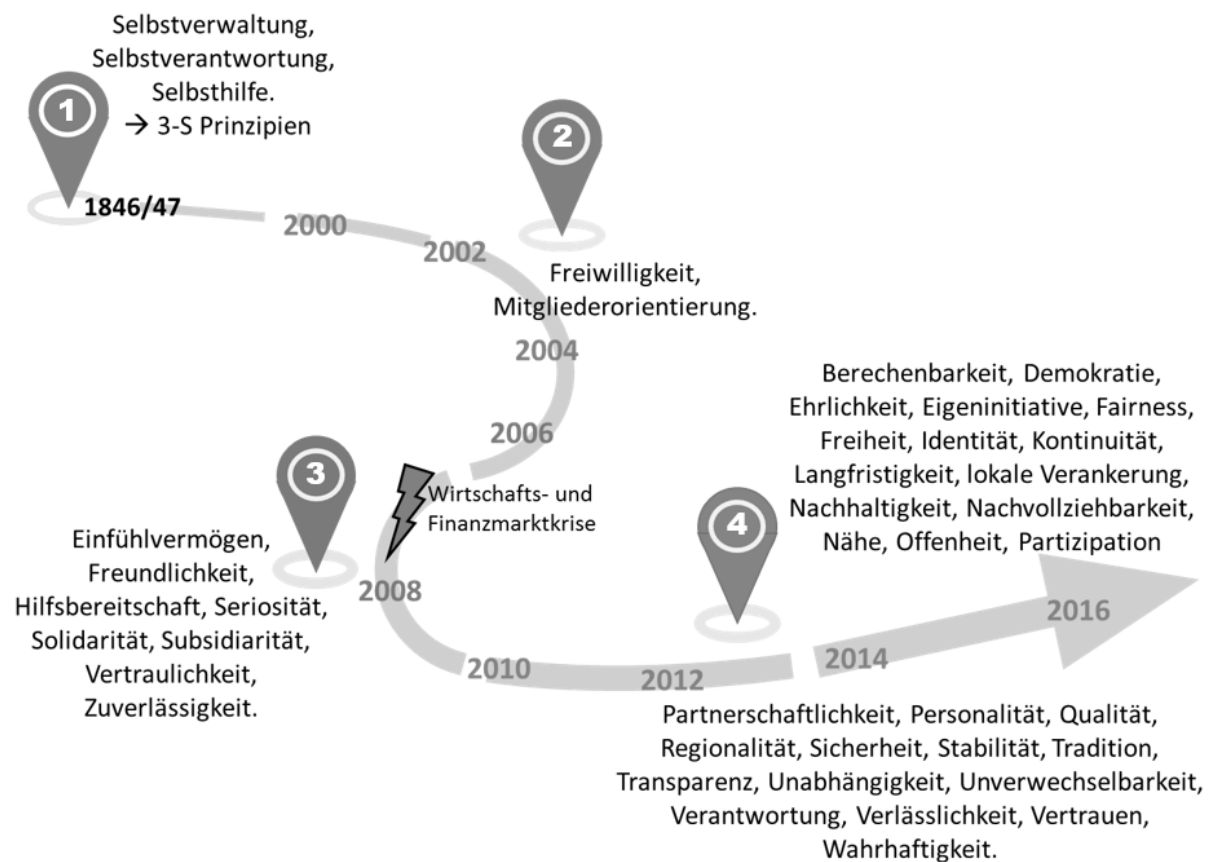 Selbstverwaltung,
Selbstverantwortung,
Selbsthilfe.
→ 3-S Prinzipien
1
1846/47
2000
2002
2
Freiwilligkeit,
Mitgliederorientierung.
2004
2006
Wirtschafts- und
Finanzmarktkrise
3
Einfühlvermögen,
Freundlichkeit,
Hilfsbereitschaft, Seriosität,
Solidarität, Subsidiarität,
Vertraulichkeit,
Zuverlässigkeit.
2008
2010
2012
4
Berechenbarkeit, Demokratie,
Ehrlichkeit, Eigeninitiative, Fairness,
Freiheit, Identität, Kontinuität,
Langfristigkeit, lokale Verankerung,
Nachhaltigkeit, Nachvollziehbarkeit,
Nähe, Offenheit, Partizipation
2014
2016
Partnerschaftlichkeit, Personalität, Qualität,
Regionalität, Sicherheit, Stabilität, Tradition,
Transparenz, Unabhängigkeit, Unverwechselbarkeit,
Verantwortung, Verlässlichkeit, Vertrauen,
Wahrhaftigkeit.